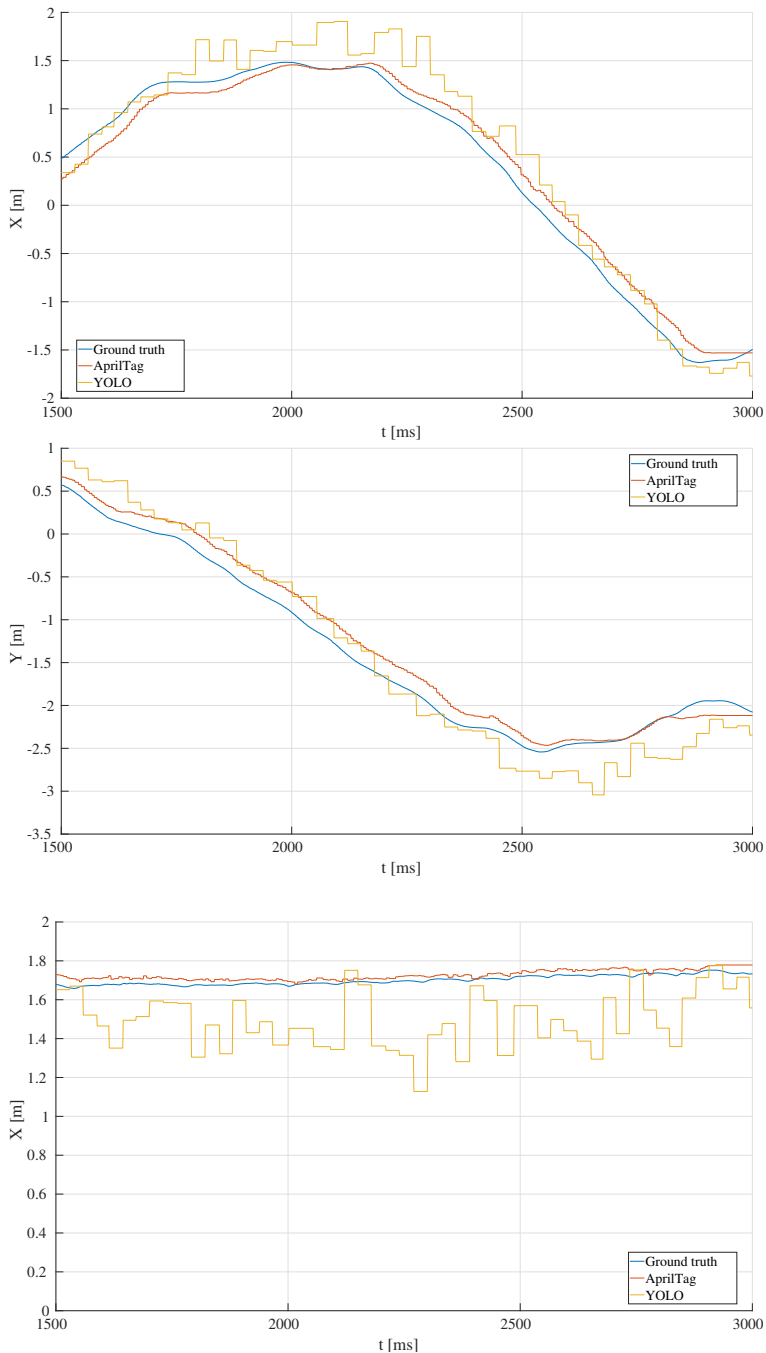 2
1.5
1
0.5
0
-0.5
-1
-1.5
-2
X [m]
Ground truth
AprilTag
YOLO
1500 2000 2500 3000
t [ms]
1
0.5
0
-0.5
-1
-1.5
-2
-2.5
-3
-3.5
Y [m]
Ground truth
AprilTag
YOLO
1500 2000 2500 3000
t [ms]
2
1.8
1.6
1.4
1.2
1
0.8
0.6
0.4
0.2
0
X [m]
Ground truth
AprilTag
YOLO
1500 2000 2500 3000
t [ms]